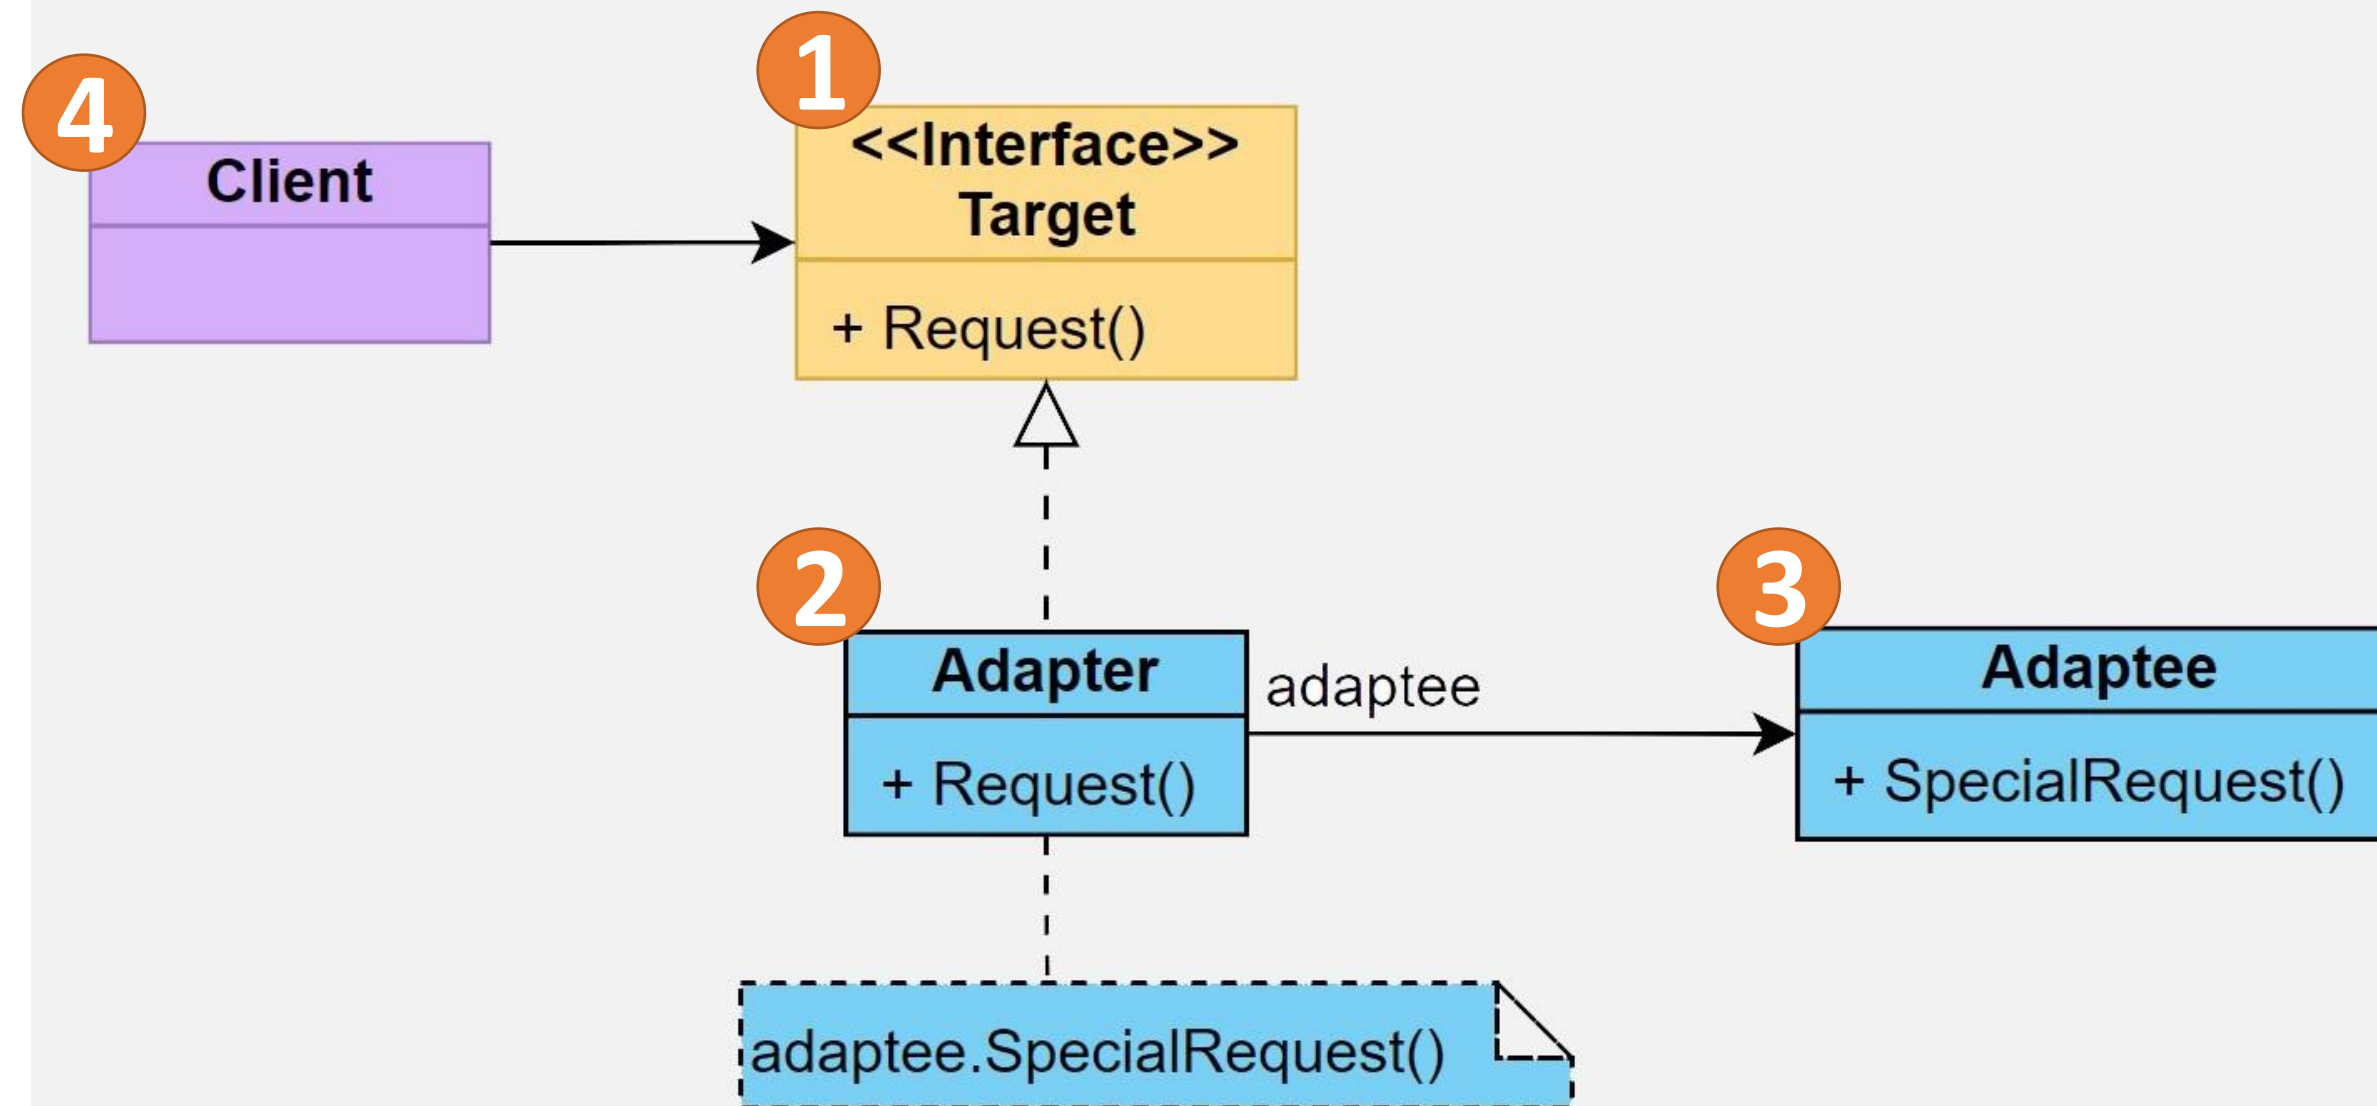 4
Client
1
<<Interface>>
Target
+ Request()
2
Adapter
+ Request()
adaptee
3
Adaptee
+ SpecialRequest()
adaptee.SpecialRequest()